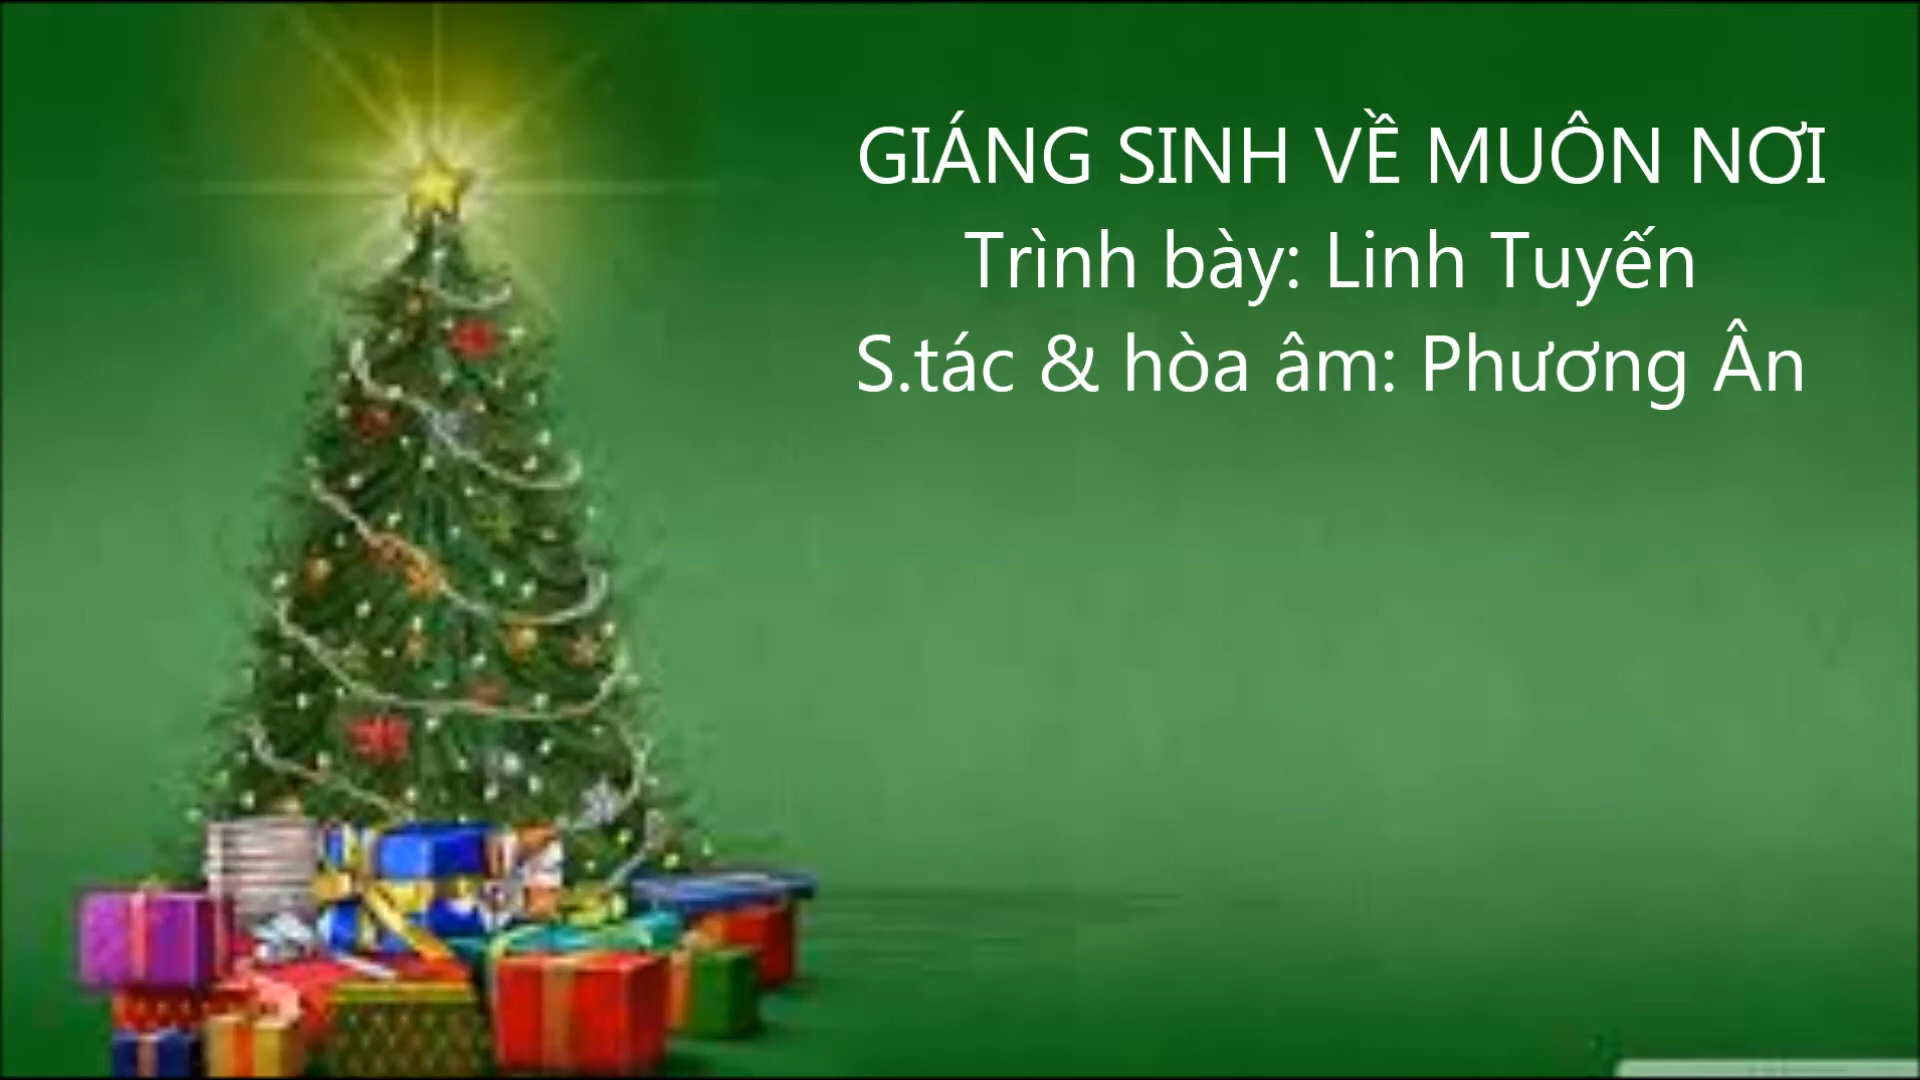 GIÁNG SINH VỀ MUÔN NƠI
Trình bày: Linh Tuyến
S.tác & hòa âm: Phương Ân